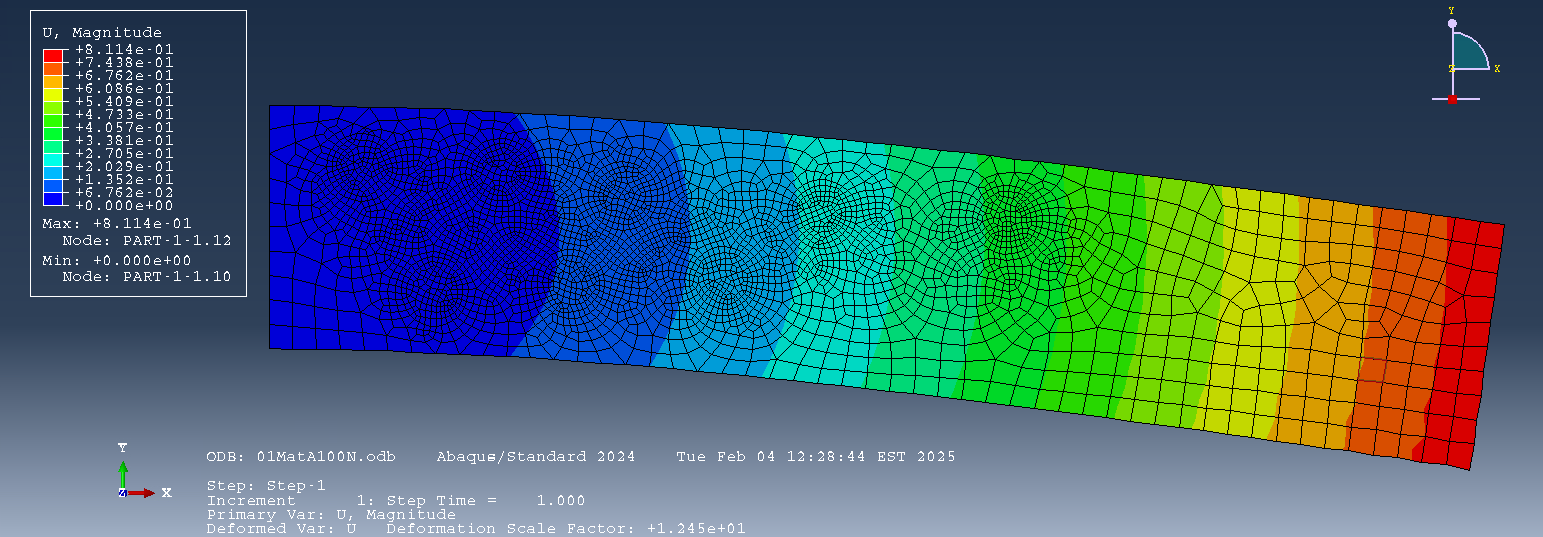 U, Magnitude
+8.114e-01
+7.438e-01
+6.762e-01
+6.086e-01
+5.409e-01
+4.733e-01
+4.057e-01
+3.381e-01
+2.705e-01
+2.029e-01
+1.352e-01
+6.762e-02
+0.000e+00
Max: +8.114e-01
Node: PART-1-1.12
Min: +0.000e+00
Node: PART-1-1.10
Y
Z X
Y
Z X
ODB: 01MatA100N.odb Abaqus/Standard 2024 Tue Feb 04 12:28:44 EST 2025
Step: Step-1
Increment 1: Step Time = 1.000
Primary Var: U, Magnitude
Deformed Var: U Deformation Scale Factor: +1.245e+01